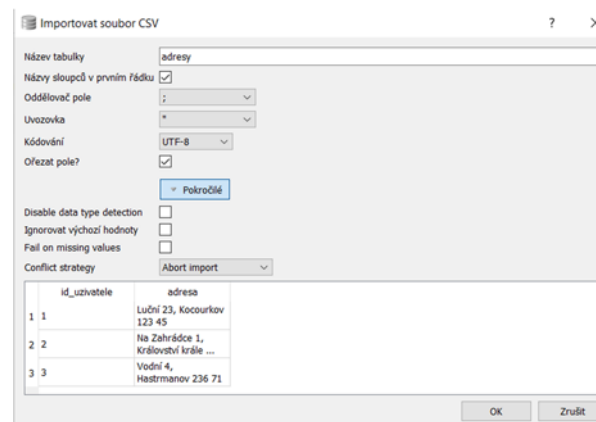 Importovat soubor CSV ?
Název tabulky adresy
Názvy sloupců v prvním řádku
Oddělovač pole ;
Uvozovka "
Kódování UTF-8
Ořezat pole?
Pokročilé
Disable data type detection
Ignorovat výchozí hodnoty
Fail on missing values
Conflict strategy Abort import
id_uzivatele adresa
1 1 Luční 23, Kocourkov
123 45
2 2 Na Zahrádce 1,
Království krále ...
3 3 Vodní 4,
Hastrmanov 236 71
OK Zrušit